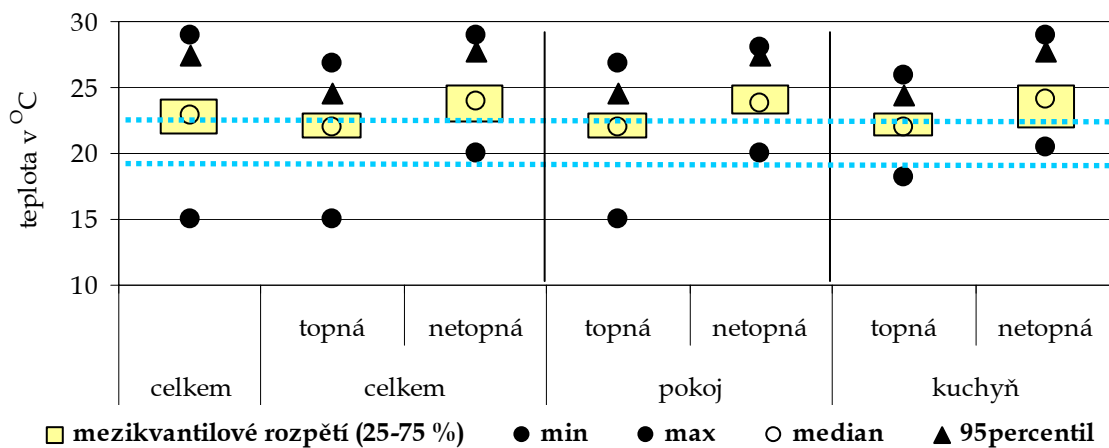 30
25
20
15
10
teplota v °C
topná netopná topná netopná topná netopná
celkem celkem pokoj kuchyň
mezikvantilové rozpětí (25-75 %) min max median 95percentil